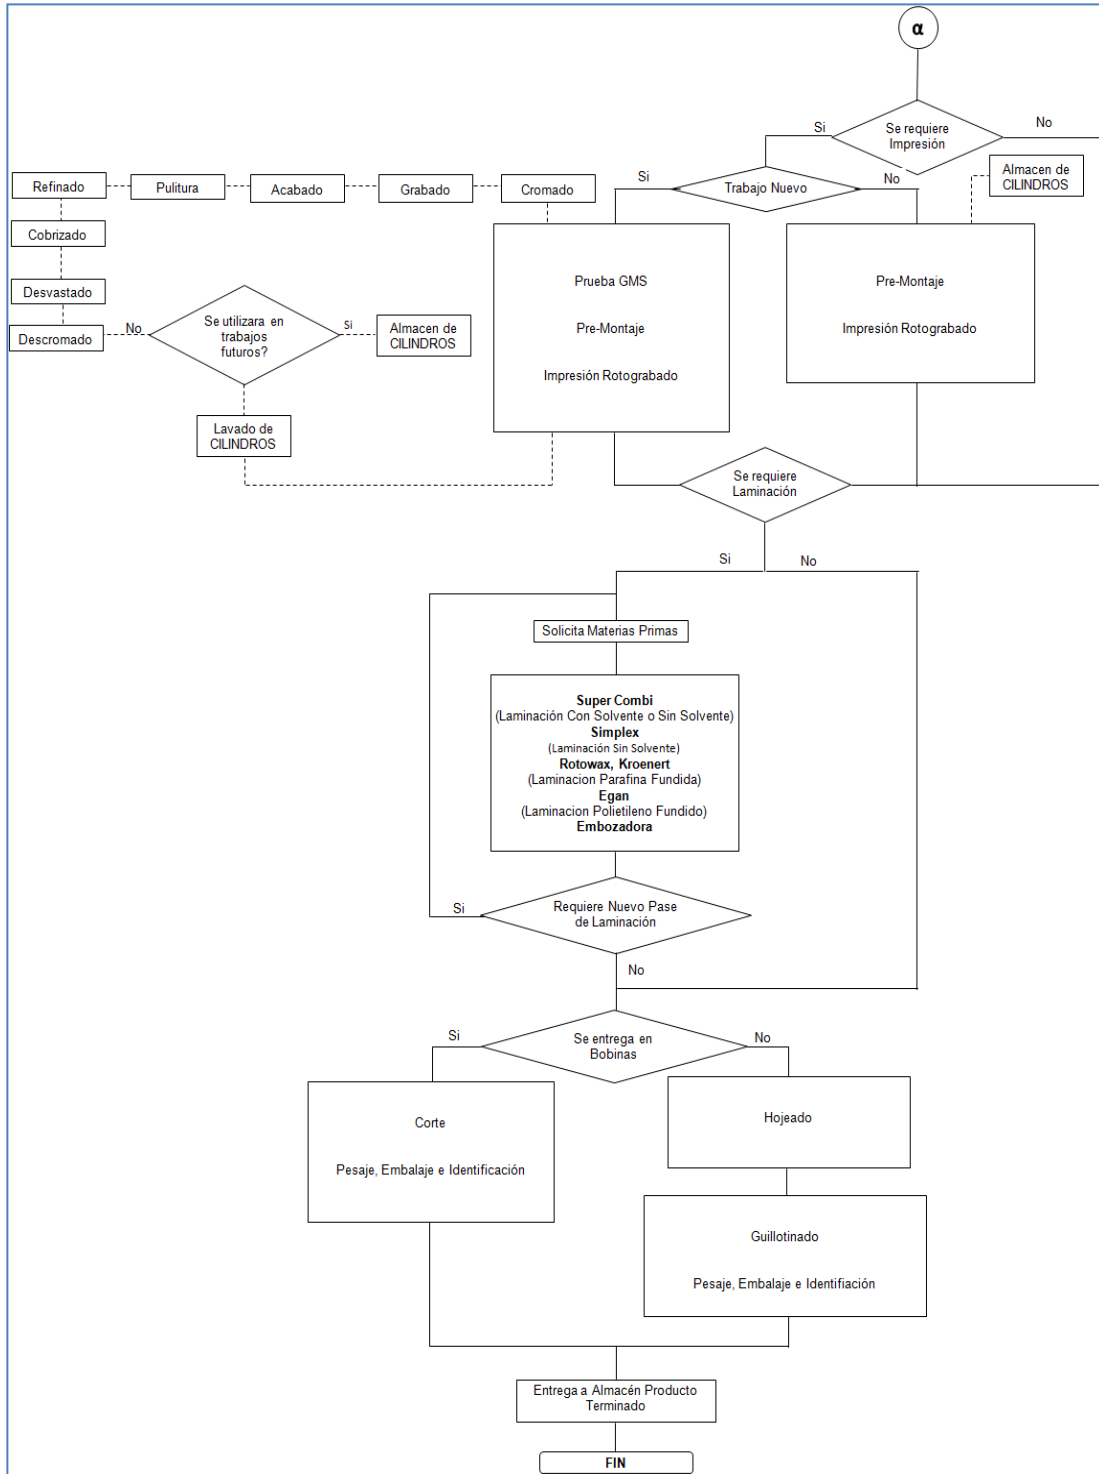 α
Se requiere
Impresión
Si
No
Trabajo Nuevo
Si
No
Almacen de
CILINDROS
Refinado
Pulitura
Acabado
Grabado
Cromado
Cobrizado
Desvastado
Descromado
No
Se utilizara en
trabajos
futuros?
Si
Almacen de
CILINDROS
Lavado de
CILINDROS
Prueba GMS
Pre-Montaje
Impresión Rotograbado
Pre-Montaje
Impresión Rotograbado
Se requiere
Laminación
Si
No
Solicita Materias Primas
Super Combi
(Laminación Con Solvente o Sin Solvente)
Simplex
(Laminación Sin Solvente)
Rotowax, Kroenert
(Laminacion Parafina Fundida)
Egan
(Laminacion Polietileno Fundido)
Embozadora
Requiere Nuevo Pase
de Laminación
Si
No
Se entrega en
Bobinas
Si
No
Corte
Pesaje, Embalaje e Identificación
Hojeado
Guillotinado
Pesaje, Embalaje e Identifiación
Entrega a Almacén Producto
Terminado
FIN